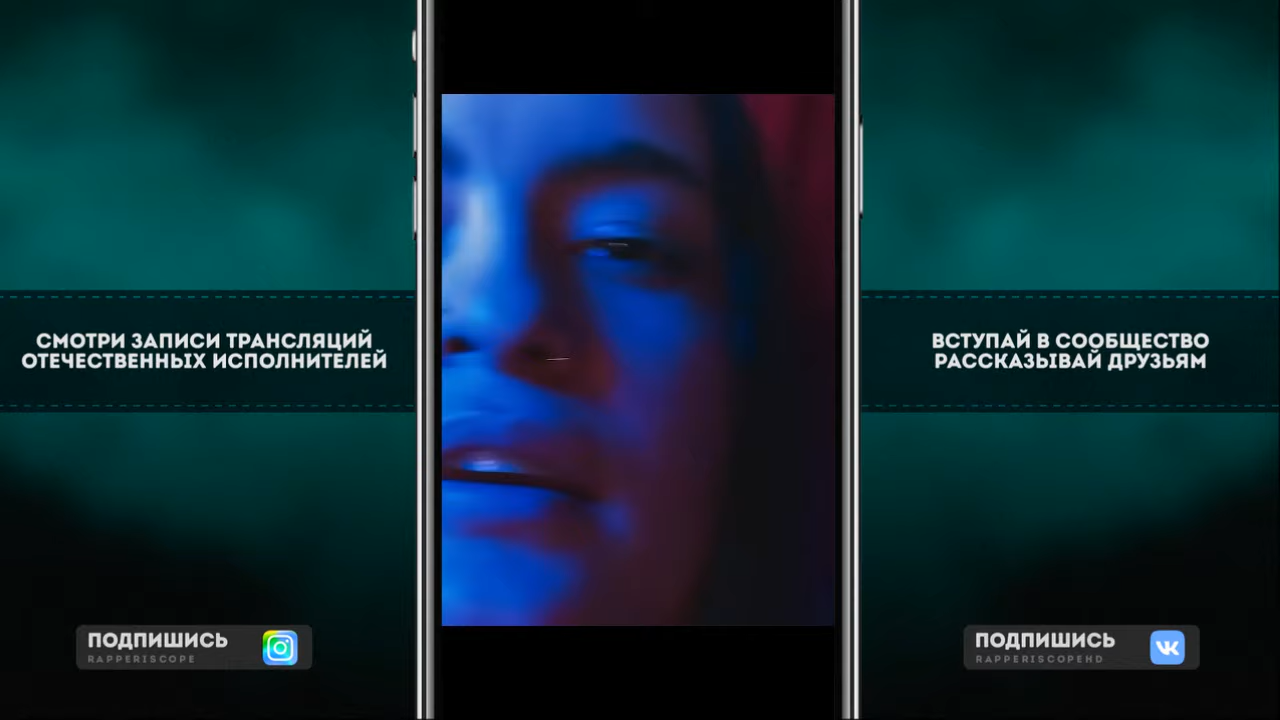 СМОТРИ ЗАПИСИ ТРАНСЛЯЦИЙ
ОТЕЧЕСТВЕННЫХ ИСПОЛНИТЕЛЕЙ
ВСТУПАЙ В СООБЩЕСТВО
РАССКАЗЫВАЙ ДРУЗЬЯМ
ПОДПИШИСЬ
RAPPERISCOPE
ПОДПИШИСЬ
RAPPERISCOPEHD